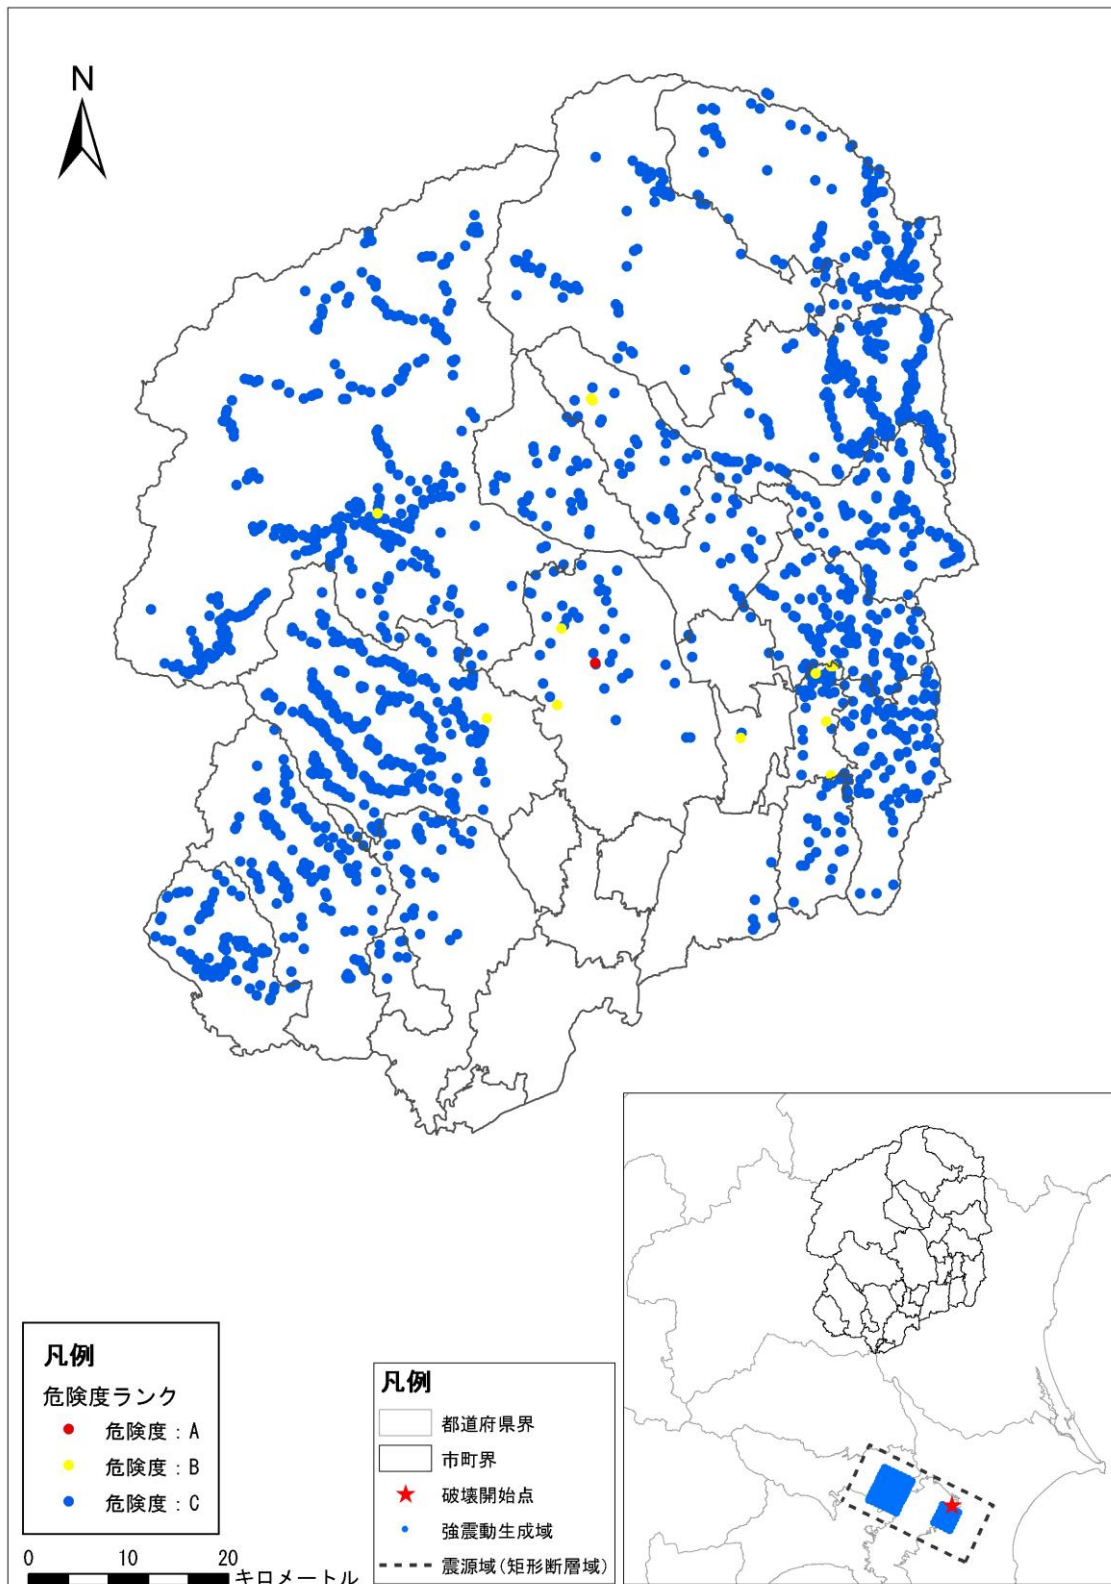 N
凡例
危険度ランク
危険度：A
危険度：B
危険度：C
0 10 20
キロメートル
凡例
都道府県界
市町界
破壊開始点
強震動生成域
震源域(矩形断層域)